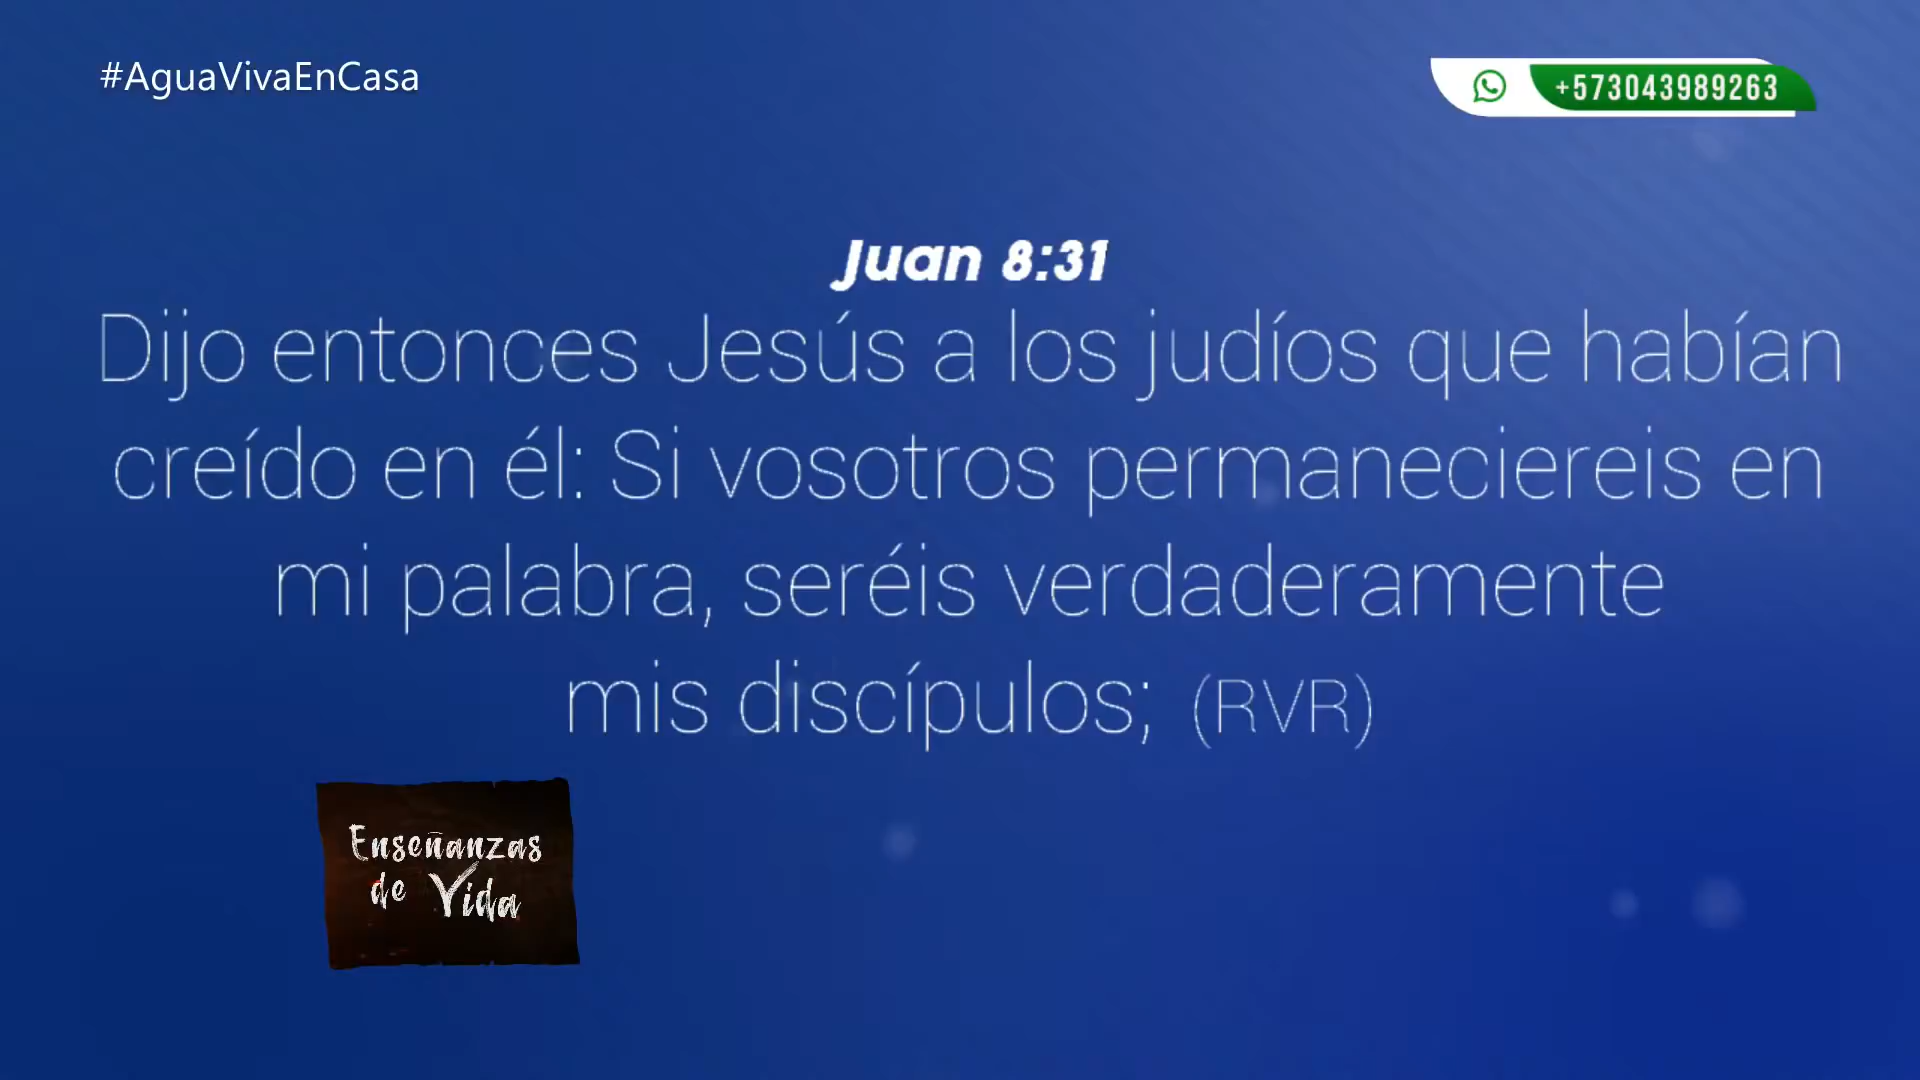 #AguaVivaEnCasa
+573043989263
Juan 8:31
Dijo entonces Jesús a los judíos que habían
creído en él: Si vosotros permaneciereis en
mi palabra, seréis verdaderamente
mis discípulos; (RVR)
Enseñanzas
de Vida